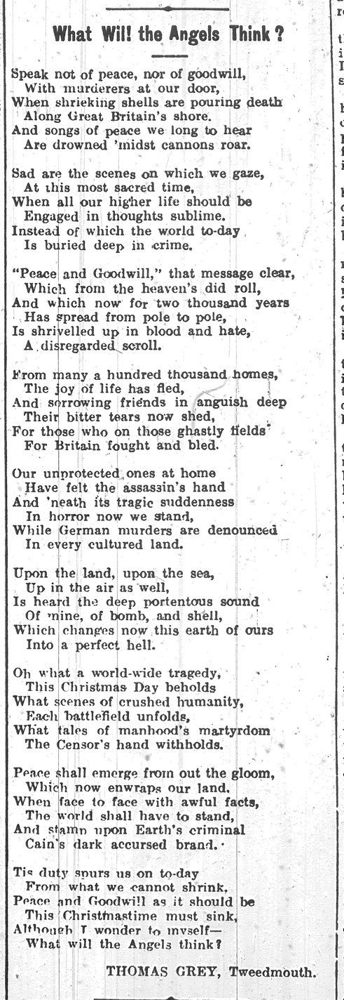 What Will the Angels Think?
Speak not of peace, nor of goodwill,
With murderers at our door,
When shrieking shells are pouring death
Along Great Britain's shore.
And songs of peace we long to hear
Are drowned 'midst cannons roar.
Sad are the scenes on which we gaze,
At this most sacred time,
When all our higher life should be
Engaged in thoughts sublime.
Instead of which the world to-day
Is buried deep in crime.
"Peace and Goodwill," that message clear,
Which from the heaven's did roll,
And which now for two thousand years
Has spread from pole to pole,
Is shrivelled up in blood and hate,
A disregarded scroll.
From many a hundred thousand homes,
The joy of life has fled,
And sorrowing friends in anguish deep
Their bitter tears now shed,
For those who on those ghastly fields
For Britain fought and bled.
Our unprotected ones at home
Have felt the assassin's hand
And 'neath its tragic suddenness
In horror now we stand,
While German murders are denounced
In every cultured land.
Upon the land, upon the sea,
Up in the air as well,
Is heard the deep portentous sound
Of mine, of bomb, and shell,
Which changes now this earth of ours
Into a perfect hell.
Oh what a world-wide tragedy,
This Christmas Day beholds
What scenes of crushed humanity,
Each battlefield unfolds,
What tales of manhood's martyrdom
The Censor's hand withholds.
Peace shall emerge from out the gloom,
Which now enwraps our land.
When face to face with awful facts,
The world shall have to stand,
And stamp upon Earth's criminal
Cain's dark accursed brand.
Tis duty spurs us on to-day
From what we cannot shrink,
Peace and Goodwill as it should be
This Christmastime must sink,
Although I wonder to myself—
What will the Angels think?
THOMAS GREY, Tweedmouth.